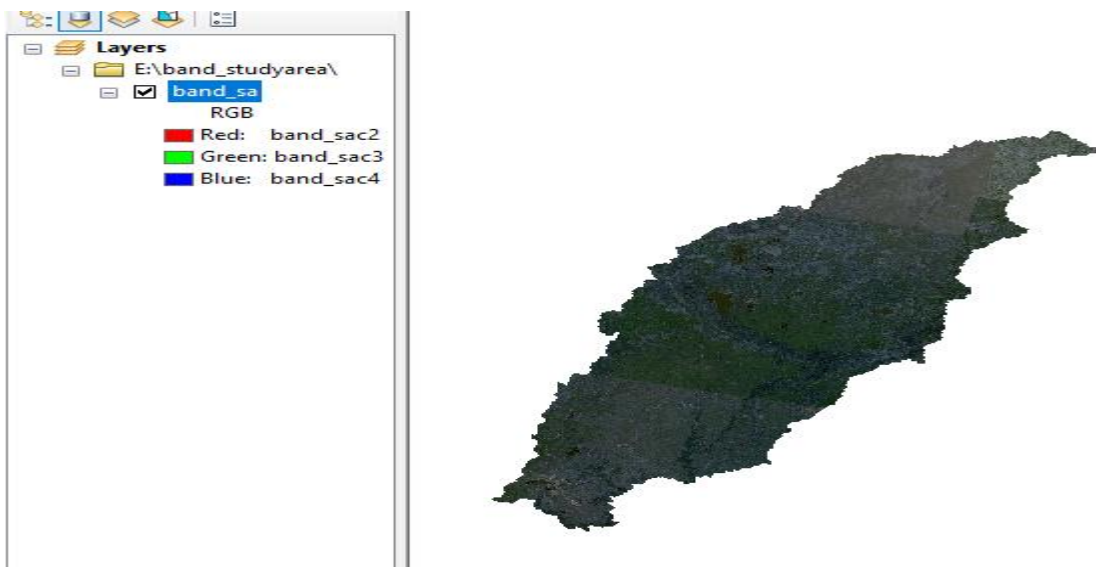 Layers
E:\band_studyarea\
band_sa
RGB
Red: band_sac2
Green: band_sac3
Blue: band_sac4